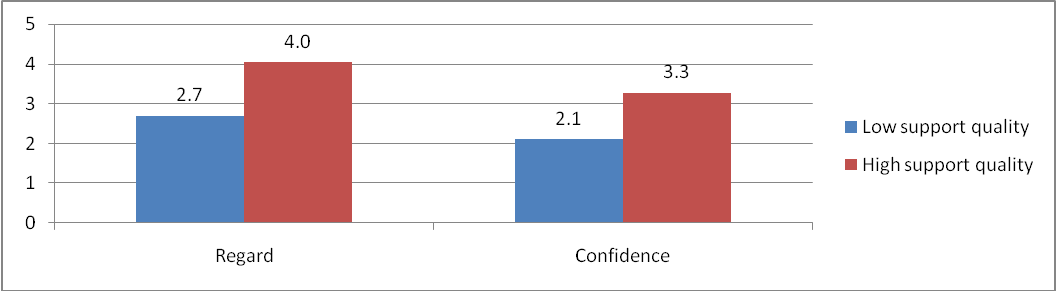 5
4
3
2
1
0
2.7
4.0
2.1
3.3
Regard
Confidence
Low support quality
High support quality